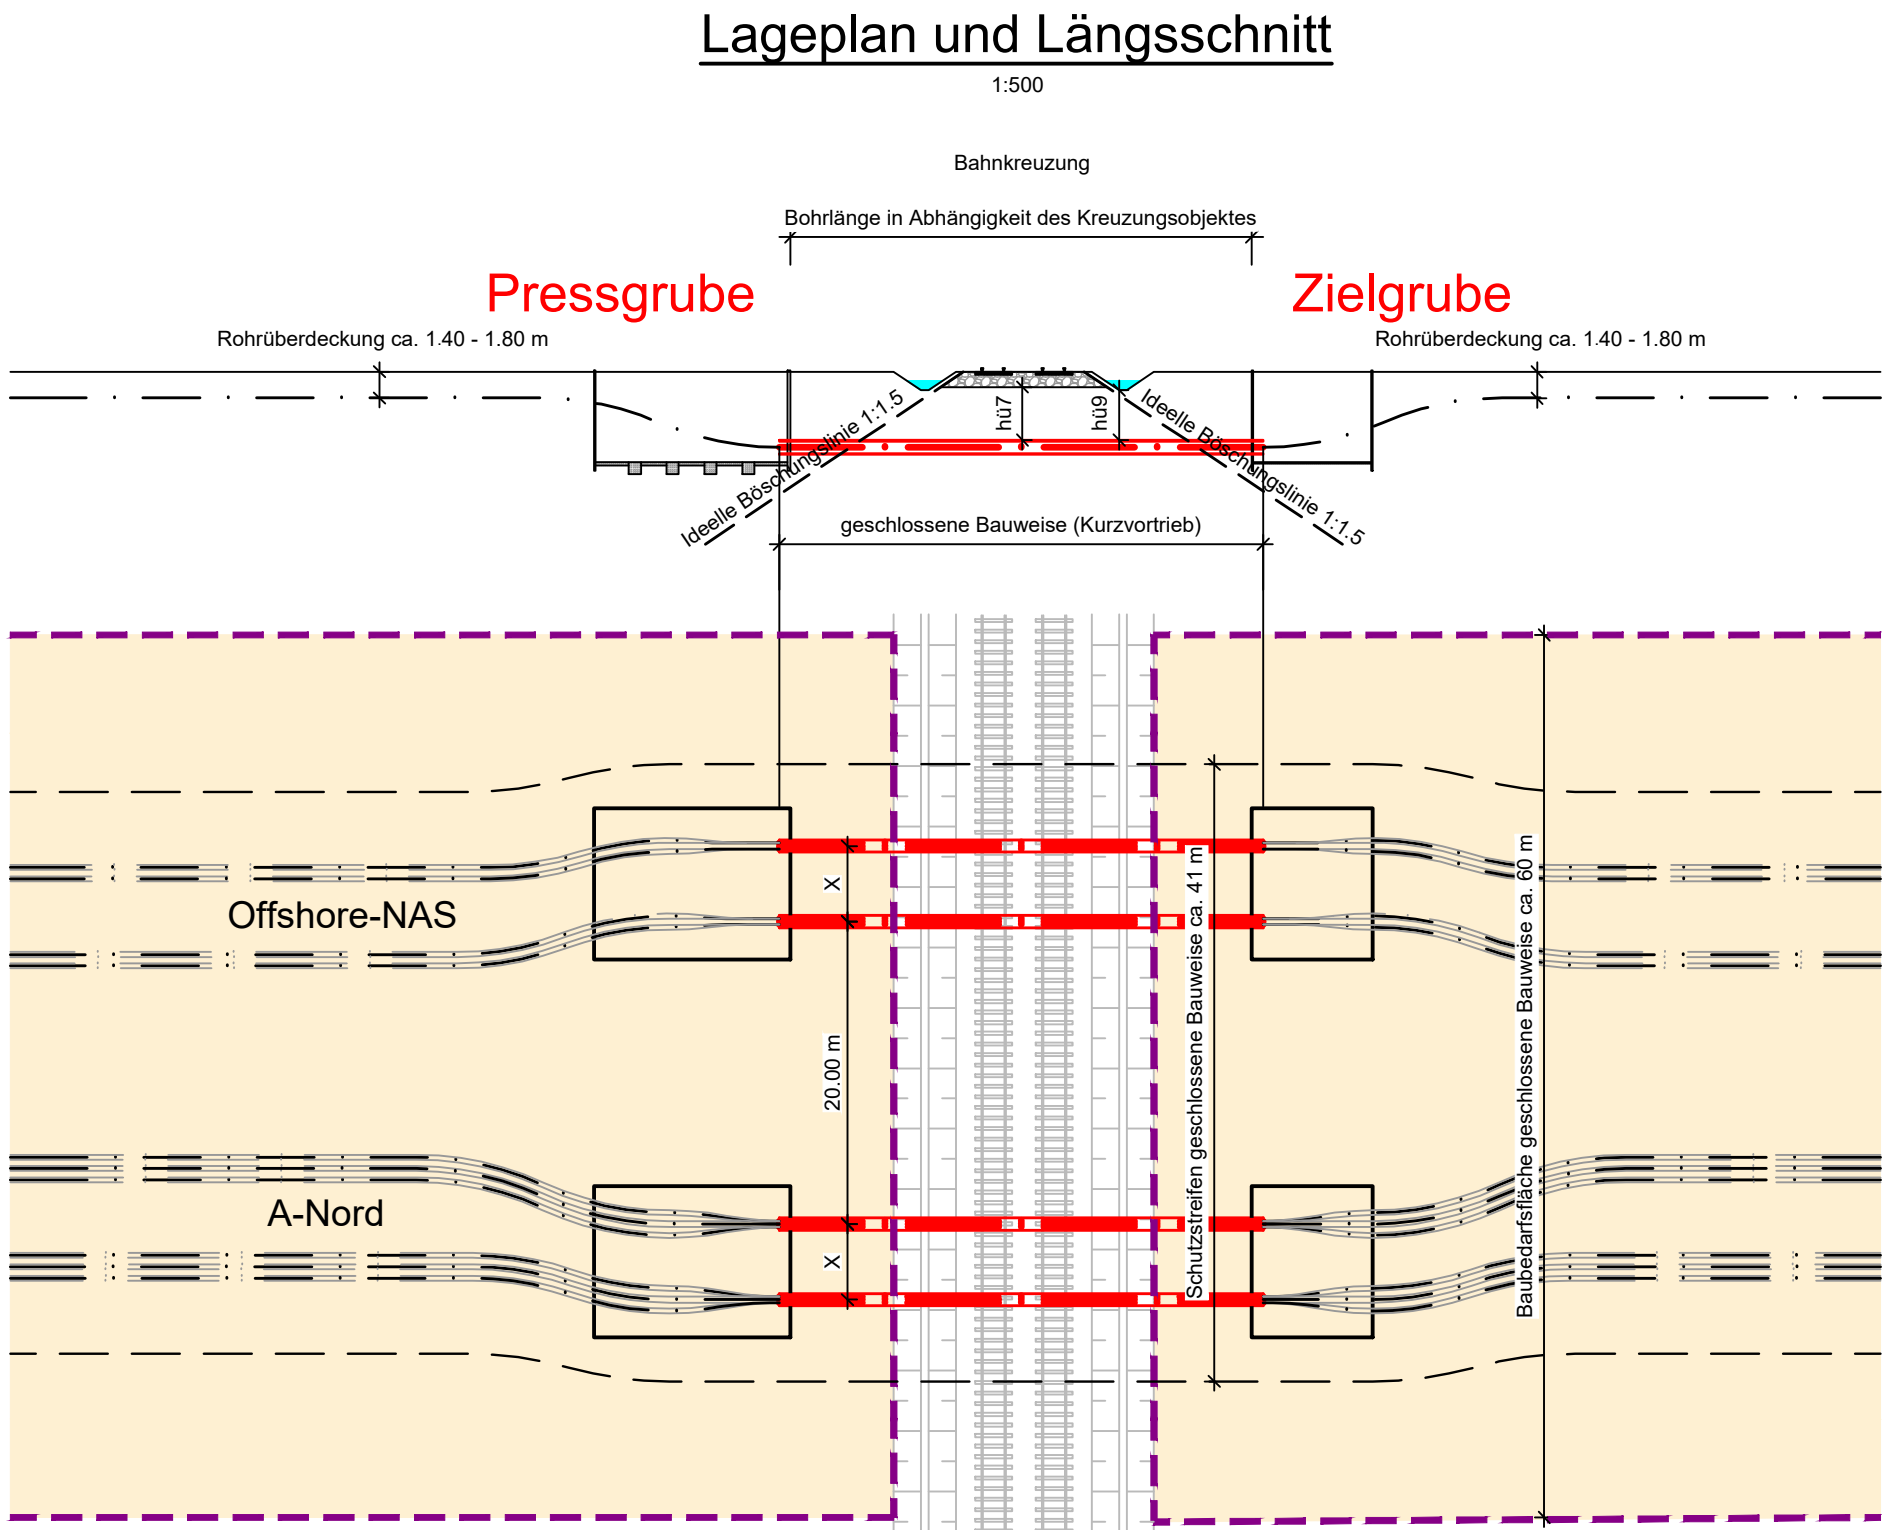 Lageplan und Längsschnitt
1:500
Bahnkreuzung
Bohrlänge in Abhängigkeit des Kreuzungsobjektes
Pressgrube
Zielgrube
Rohrüberdeckung ca. 1.40 - 1.80 m
Rohrüberdeckung ca. 1.40 - 1.80 m
Ideelle Böschungslinie 1:1.5
hü7
hü9
Ideelle Böschungslinie 1:1.5
geschlossene Bauweise (Kurzvortrieb)
X
Offshore-NAS
20.00 m
Schutzstreifen geschlossene Bauweise ca. 41 m
Baubedarfsfläche geschlossene Bauweise ca. 60 m
A-Nord
X